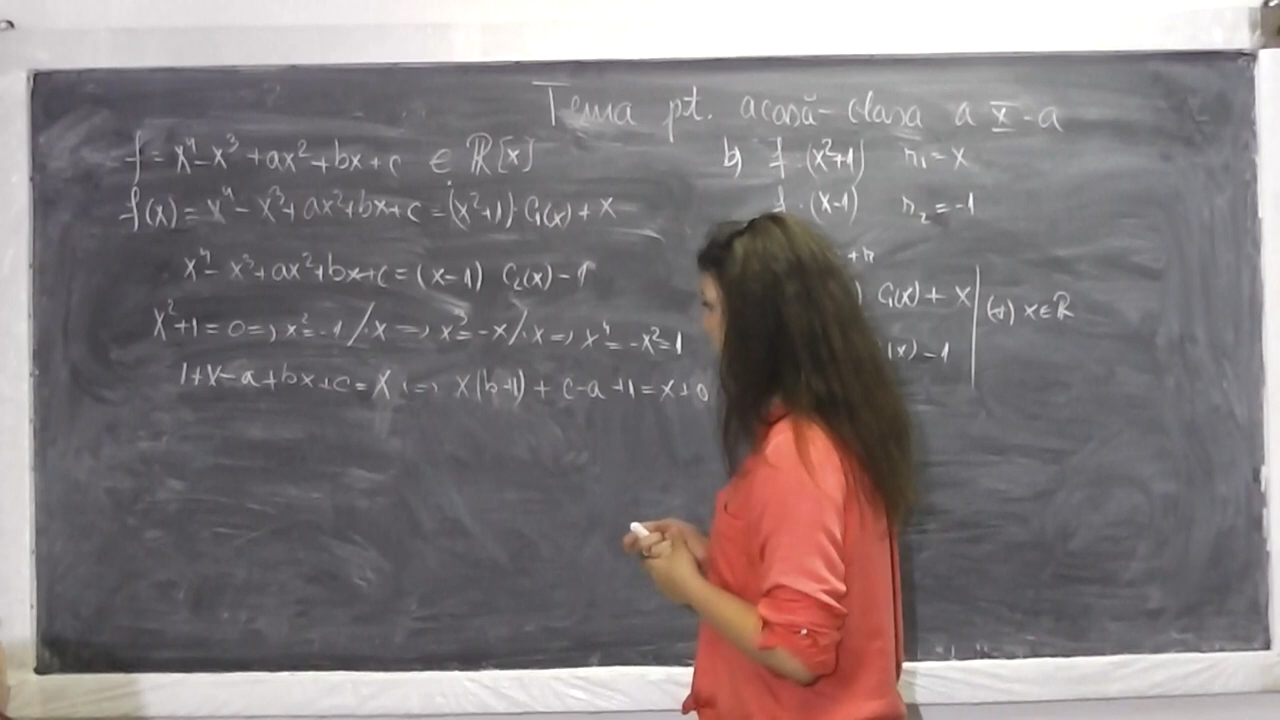 Tema pt. acasă - clasa a X-a
f = x⁴ - x³ + ax² + bx + c ∈ ℝ[x]
f(x) = x⁴ - x³ + ax² + bx + c = (x²+1)·C₁(x) + x
x⁴ - x³ + ax² + bx + c = (x-1) C₂(x) - 1
x²+1 = 0 => x² = -1 /·x => x³ = -x /·x => x⁴ = -x² = 1
1 + x - a + bx + c = x <=> x(b+1) + c - a + 1 = x + 0
b) f : (x²+1) r₁ = x
f : (x-1) r₂ = -1
+ r
) C₁(x) + x | (∀) x ∈ ℝ
(x) - 1